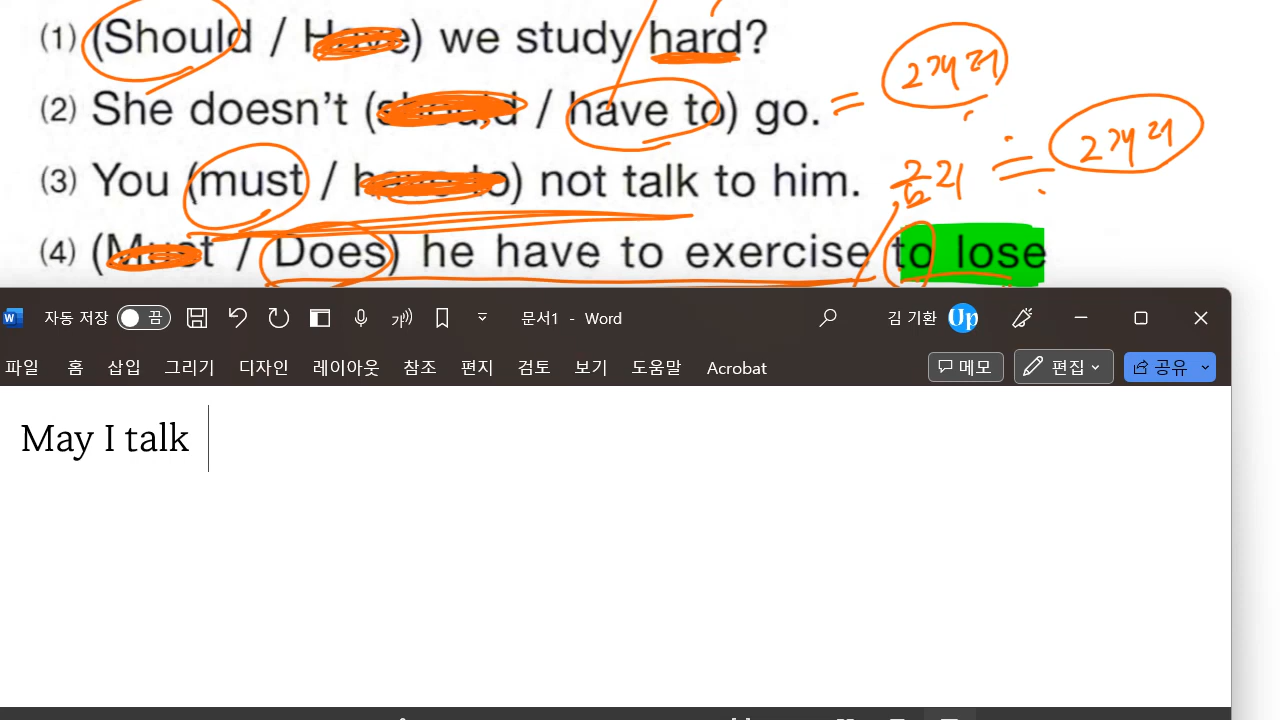 (1) (Should / Have) we study hard?
(2) She doesn't (should / have to) go. = 2개 더
(3) You (must / have to) not talk to him. 금지 2개 더
(4) (Must / Does) he have to exercise to lose
자동 저장 끔 가)) 문서1 - Word 김 기환 Up
파일 홈 삽입 그리기 디자인 레이아웃 참조 편지 검토 보기 도움말 Acrobat 메모 편집 공유
May I talk